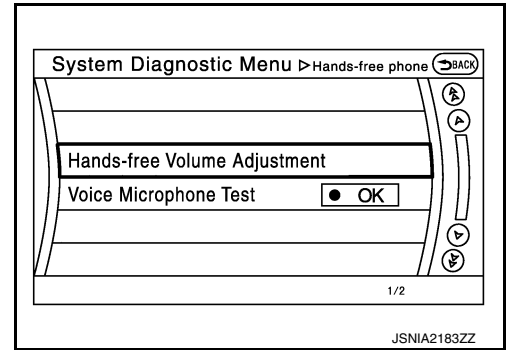 System Diagnostic Menu ▷Hands-free phone BACK
Hands-free Volume Adjustment
Voice Microphone Test ● OK
1/2
JSNIA2183ZZ